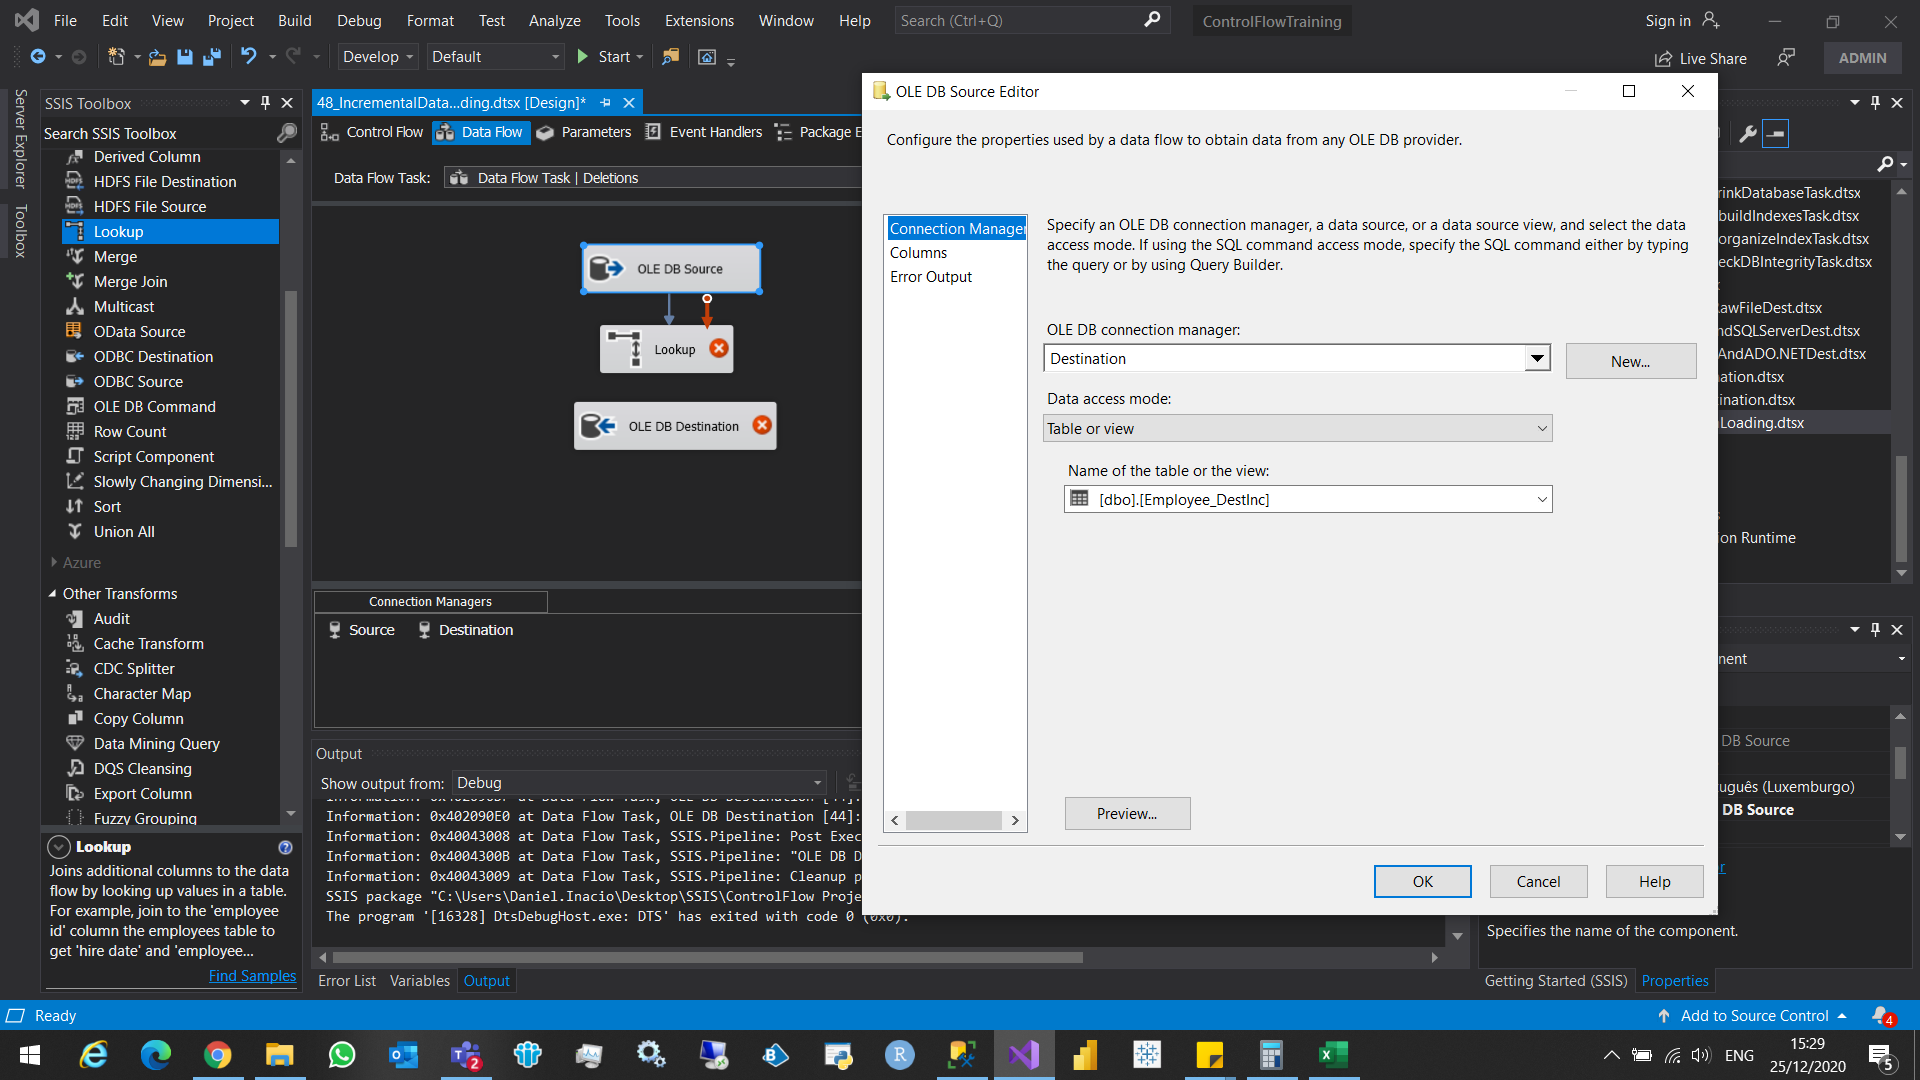 File Edit View Project Build Debug Format Test Analyze Tools Extensions Window Help Search (Ctrl+Q) ControlFlowTraining Sign in
Develop Default Start Live Share ADMIN
Server Explorer
Toolbox
SSIS Toolbox
Search SSIS Toolbox
Derived Column
HDFS File Destination
HDFS File Source
Lookup
Merge
Merge Join
Multicast
OData Source
ODBC Destination
ODBC Source
OLE DB Command
Row Count
Script Component
Slowly Changing Dimensi...
Sort
Union All
Azure
Other Transforms
Audit
Cache Transform
CDC Splitter
Character Map
Copy Column
Data Mining Query
DQS Cleansing
Export Column
Fuzzy Grouping
Lookup
Joins additional columns to the data
flow by looking up values in a table.
For example, join to the 'employee
id' column the employees table to
get 'hire date' and 'employee...
Find Samples
48_IncrementalData...ding.dtsx [Design]*
Control Flow Data Flow Parameters Event Handlers Package E
Data Flow Task: Data Flow Task | Deletions
OLE DB Source
Lookup
OLE DB Destination
Connection Managers
Source Destination
Output
Show output from: Debug
Information: 0x402090DF at Data Flow Task, OLE DB Destination [44]:
Information: 0x402090E0 at Data Flow Task, OLE DB Destination [44]:
Information: 0x40043008 at Data Flow Task, SSIS.Pipeline: Post Exec
Information: 0x4004300B at Data Flow Task, SSIS.Pipeline: "OLE DB D
Information: 0x40043009 at Data Flow Task, SSIS.Pipeline: Cleanup p
SSIS package "C:\Users\Daniel.Inacio\Desktop\SSIS\ControlFlow Proje
The program '[16328] DtsDebugHost.exe: DTS' has exited with code 0 (0x0).
Error List Variables Output
OLE DB Source Editor
Configure the properties used by a data flow to obtain data from any OLE DB provider.
Connection Manager
Columns
Error Output
Specify an OLE DB connection manager, a data source, or a data source view, and select the data
access mode. If using the SQL command access mode, specify the SQL command either by typing
the query or by using Query Builder.
OLE DB connection manager:
Destination New...
Data access mode:
Table or view
Name of the table or the view:
[dbo].[Employee_DestInc]
Preview...
OK Cancel Help
rinkDatabaseTask.dtsx
buildIndexesTask.dtsx
organizeIndexTask.dtsx
eckDBIntegrityTask.dtsx
awFileDest.dtsx
ndSQLServerDest.dtsx
AndADO.NETDest.dtsx
ation.dtsx
tination.dtsx
Loading.dtsx
on Runtime
nent
DB Source
uguês (Luxemburgo)
DB Source
Specifies the name of the component.
Getting Started (SSIS) Properties
Ready Add to Source Control 4
2 ENG 15:29
25/12/2020 5